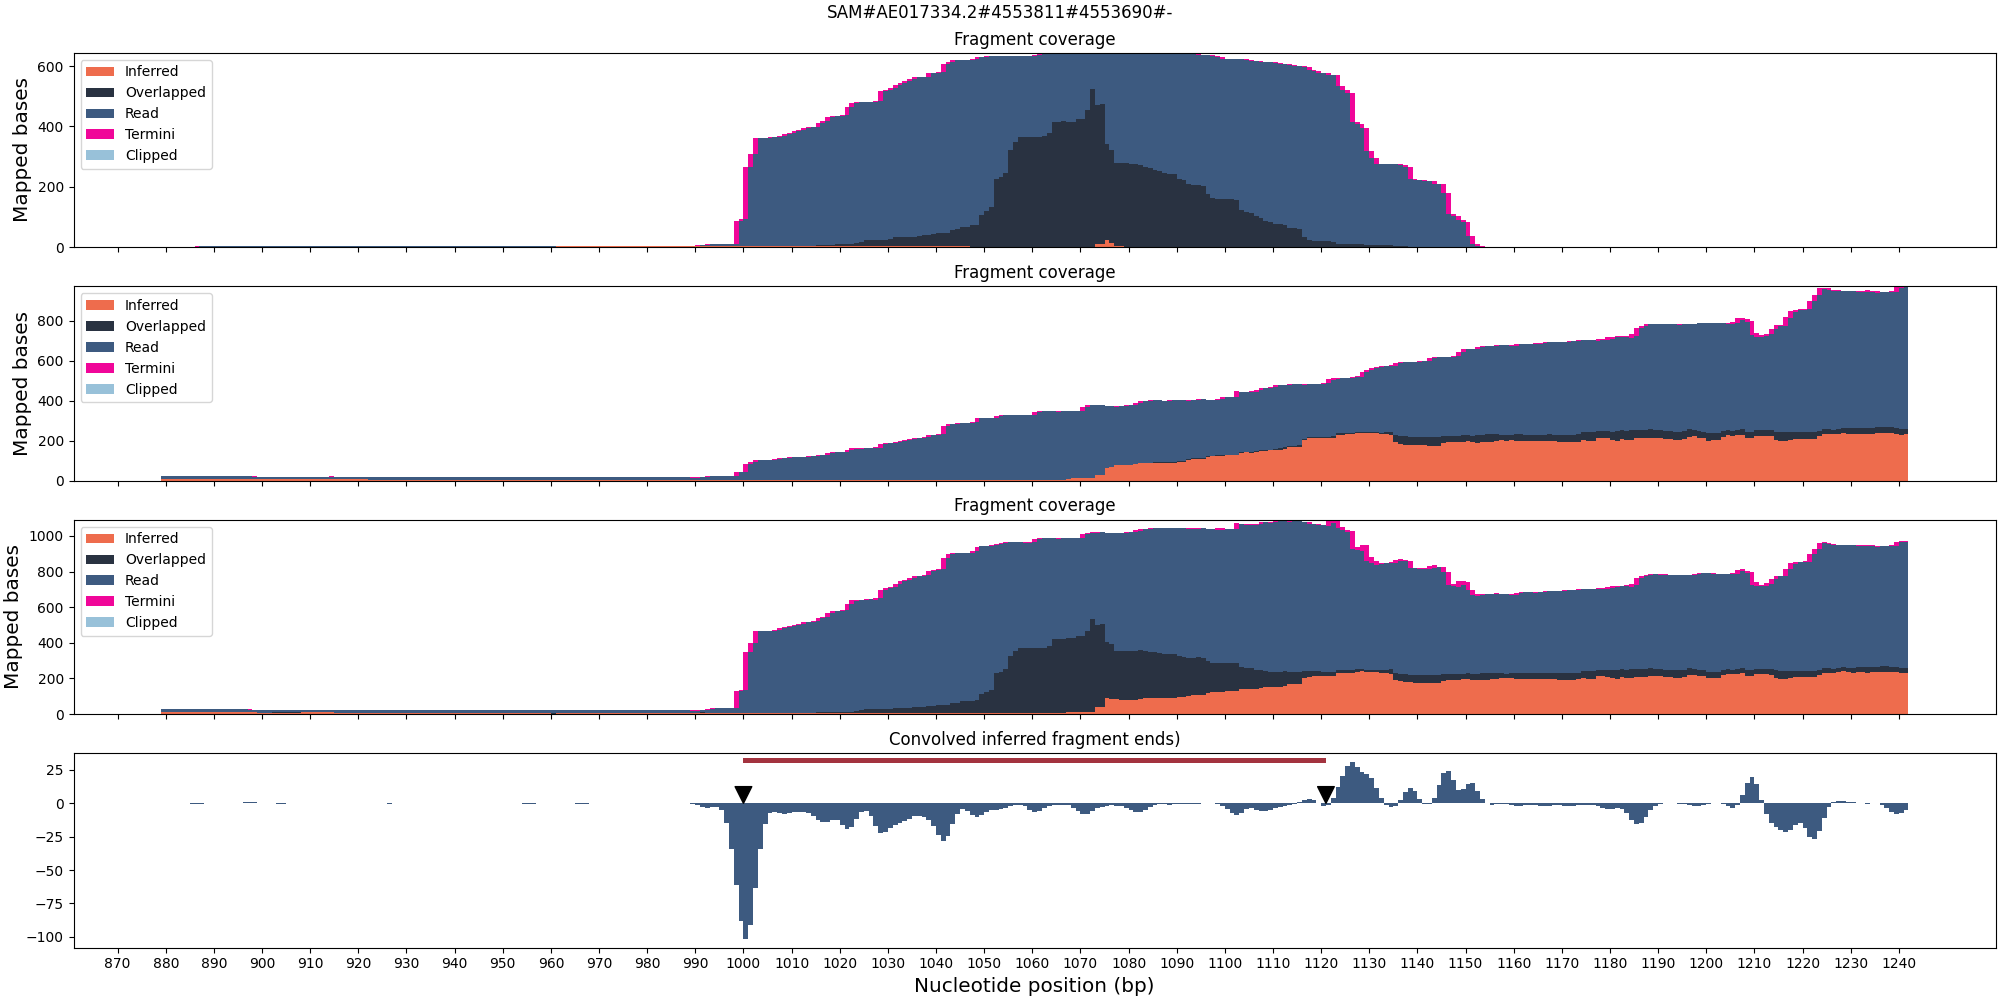 SAM#AE017334.2#4553811#4553690#-
Fragment coverage
Mapped bases
600
400
200
0
Inferred
Overlapped
Read
Termini
Clipped
Fragment coverage
Mapped bases
800
600
400
200
0
Inferred
Overlapped
Read
Termini
Clipped
Fragment coverage
Mapped bases
1000
800
600
400
200
0
Inferred
Overlapped
Read
Termini
Clipped
Convolved inferred fragment ends)
25
0
−25
−50
−75
−100
870 880 890 900 910 920 930 940 950 960 970 980 990 1000 1010 1020 1030 1040 1050 1060 1070 1080 1090 1100 1110 1120 1130 1140 1150 1160 1170 1180 1190 1200 1210 1220 1230 1240
Nucleotide position (bp)